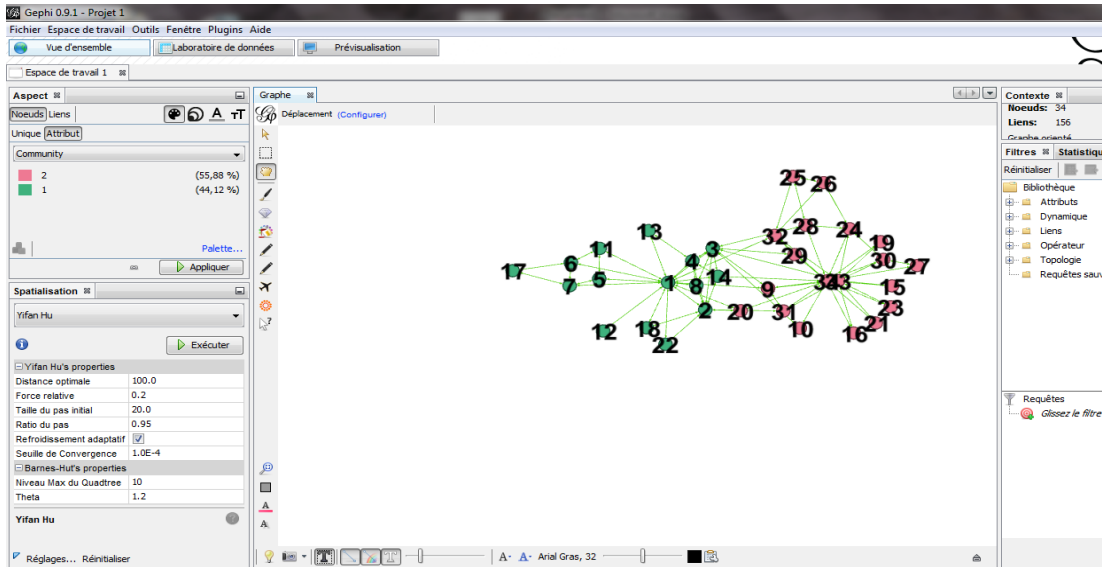 Gephi 0.9.1 - Projet 1
Fichier Espace de travail Outils Fenêtre Plugins Aide
Vue d'ensemble Laboratoire de données Prévisualisation
Espace de travail 1
Aspect
Noeuds Liens
Unique Attribut
Community
2 (55,88 %)
1 (44,12 %)
Palette...
Appliquer
Spatialisation
Yifan Hu
Exécuter
Yifan Hu's properties
Distance optimale 100.0
Force relative 0.2
Taille du pas initial 20.0
Ratio du pas 0.95
Refroidissement adaptatif
Seuille de Convergence 1.0E-4
Barnes-Hut's properties
Niveau Max du Quadtree 10
Theta 1.2
Yifan Hu
Réglages... Réinitialiser
Graphe
Déplacement (Configurer)
25 26
13 32 28 24 19
11 3 29 30 27
17 6 4
7 5 1 8 14 9 34 33 15
2 20 31 23
12 18 22 10 16 21
A- A- Arial Gras, 32
Contexte
Noeuds: 34
Liens: 156
Graphe orienté
Filtres Statistiqu
Réinitialiser
Bibliothèque
Attributs
Dynamique
Liens
Opérateur
Topologie
Requêtes sauv
Requêtes
Glissez le filtre